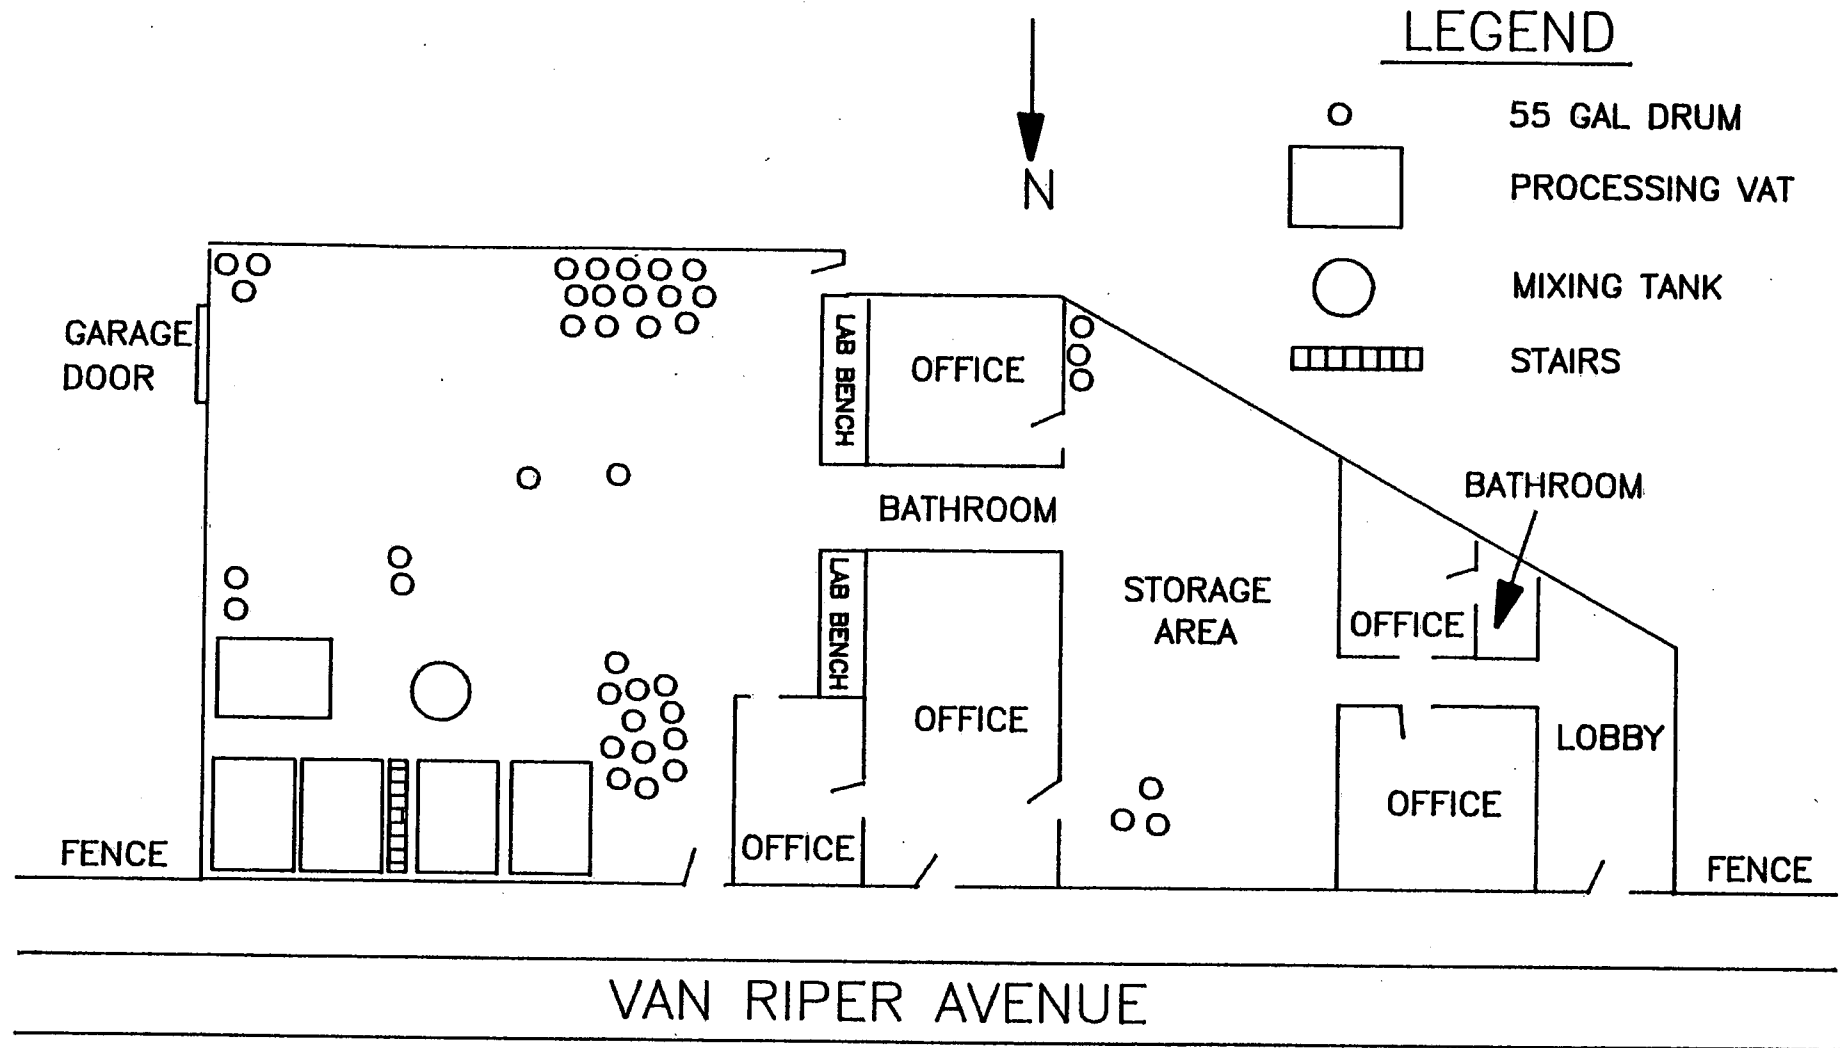 LEGEND
55 GAL DRUM
PROCESSING VAT
N
MIXING TANK
STAIRS
GARAGE
DOOR
LAB BENCH
OFFICE
BATHROOM
BATHROOM
LAB BENCH
STORAGE
AREA
OFFICE
OFFICE
LOBBY
OFFICE
OFFICE
FENCE
FENCE
VAN RIPER AVENUE